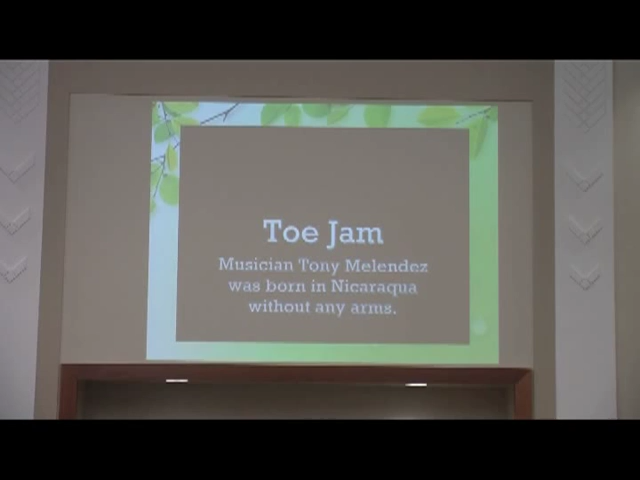 Toe Jam
Musician Tony Melendez
was born in Nicaraqua
without any arms.